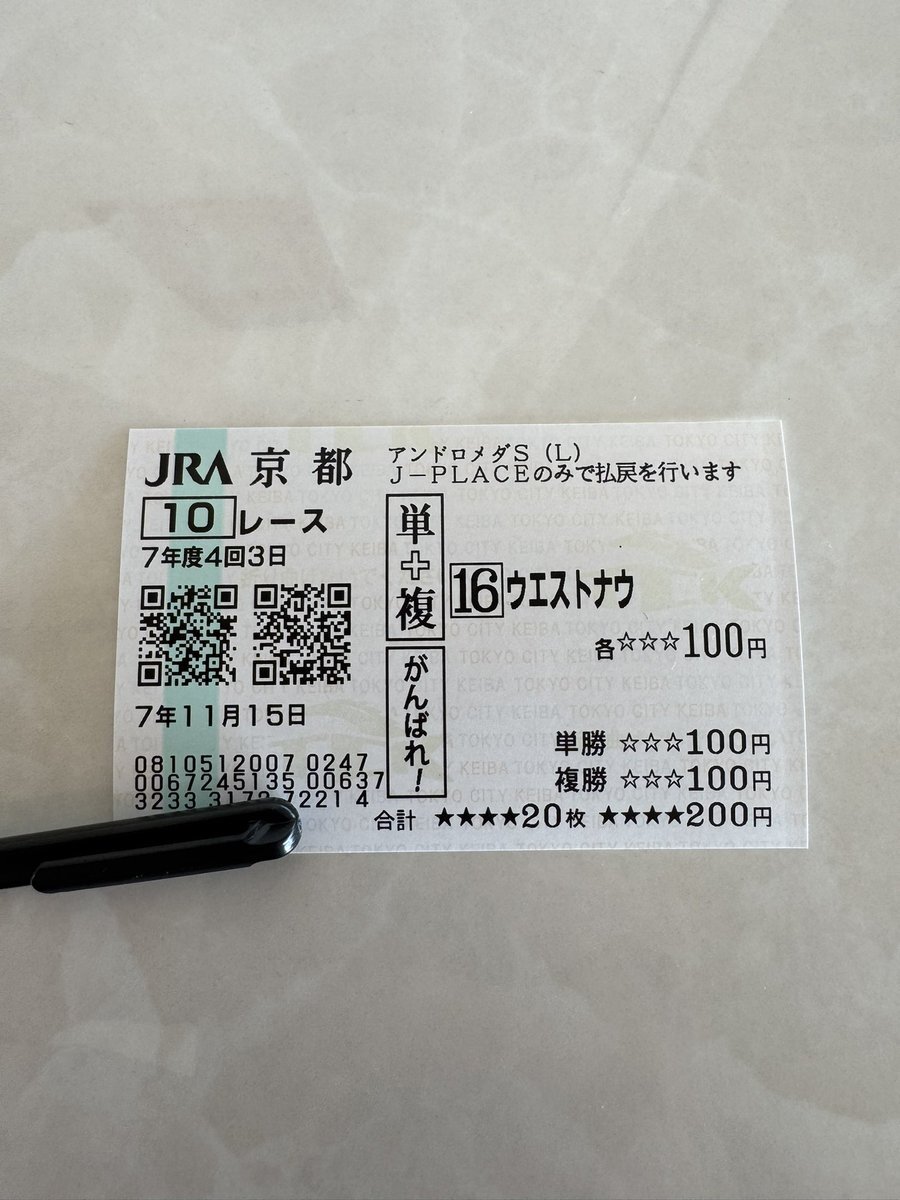 JRA 京都
アンドロメダS (L)
J-PLACEのみで払戻を行います
10 レース
7年度4回3日
単+複
がんばれ!
16 ウエストナウ
各☆☆☆100円
7年11月15日
単勝 ☆☆☆100円
複勝 ☆☆☆100円
0810512007 0247
0067245135 00637
合計 ★★★★20枚 ★★★★200円
TOKYO CITY KEIBA